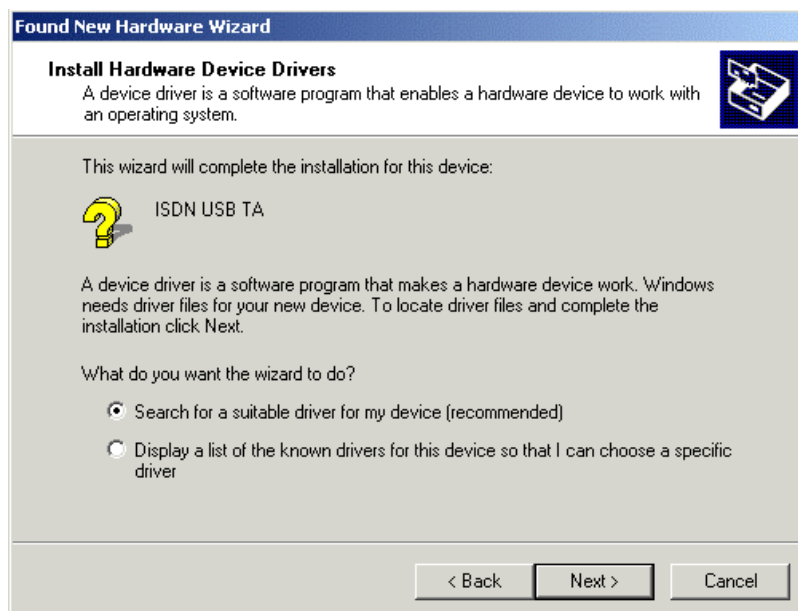 Found New Hardware Wizard
Install Hardware Device Drivers
A device driver is a software program that enables a hardware device to work with
an operating system.
This wizard will complete the installation for this device:
ISDN USB TA
A device driver is a software program that makes a hardware device work. Windows
needs driver files for your new device. To locate driver files and complete the
installation click Next.
What do you want the wizard to do?
Search for a suitable driver for my device (recommended)
Display a list of the known drivers for this device so that I can choose a specific
driver
< Back
Next >
Cancel